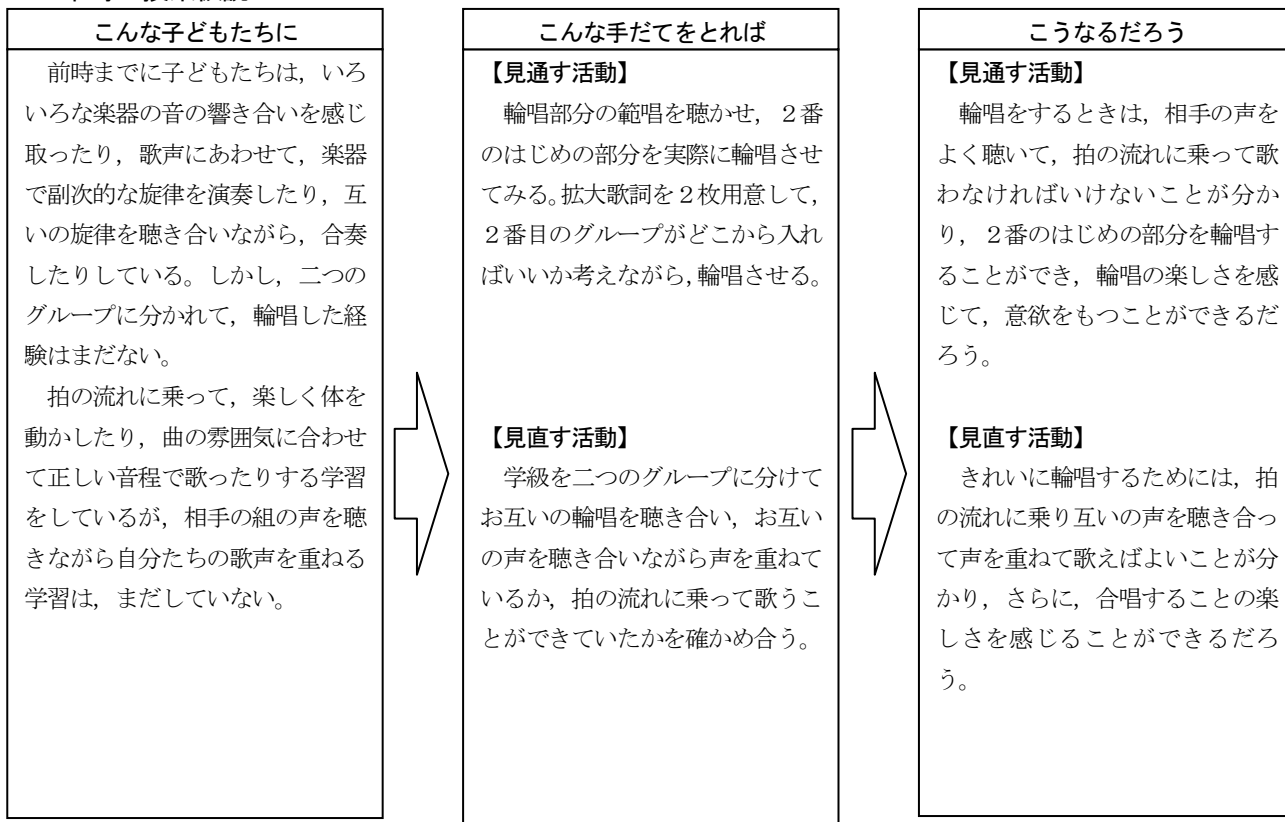 こんな子どもたちに
　前時までに子どもたちは，いろ
いろな楽器の音の響き合いを感じ
取ったり，歌声にあわせて，楽器
で副次的な旋律を演奏したり，互
いの旋律を聴き合いながら，合奏
したりしている。しかし，二つの
グループに分かれて，輪唱した経
験はまだない。
　拍の流れに乗って，楽しく体を
動かしたり，曲の雰囲気に合わせ
て正しい音程で歌ったりする学習
をしているが，相手の組の声を聴
きながら自分たちの歌声を重ねる
学習は，まだしていない。
こんな手だてをとれば
【見通す活動】
　輪唱部分の範唱を聴かせ，２番
のはじめの部分を実際に輪唱させ
てみる。拡大歌詞を２枚用意して，
２番目のグループがどこから入れ
ばいいか考えながら，輪唱させる。
【見直す活動】
　学級を二つのグループに分けて
お互いの輪唱を聴き合い，お互い
の声を聴き合いながら声を重ねて
いるか，拍の流れに乗って歌うこ
とができていたかを確かめ合う。
こうなるだろう
【見通す活動】
　輪唱をするときは，相手の声を
よく聴いて，拍の流れに乗って歌
わなければいけないことが分か
り，２番のはじめの部分を輪唱す
ることができ，輪唱の楽しさを感
じて，意欲をもつことができるだ
ろう。
【見直す活動】
　きれいに輪唱するためには，拍
の流れに乗り互いの声を聴き合っ
て声を重ねて歌えばよいことが分
かり，さらに，合唱することの楽
しさを感じることができるだろ
う。